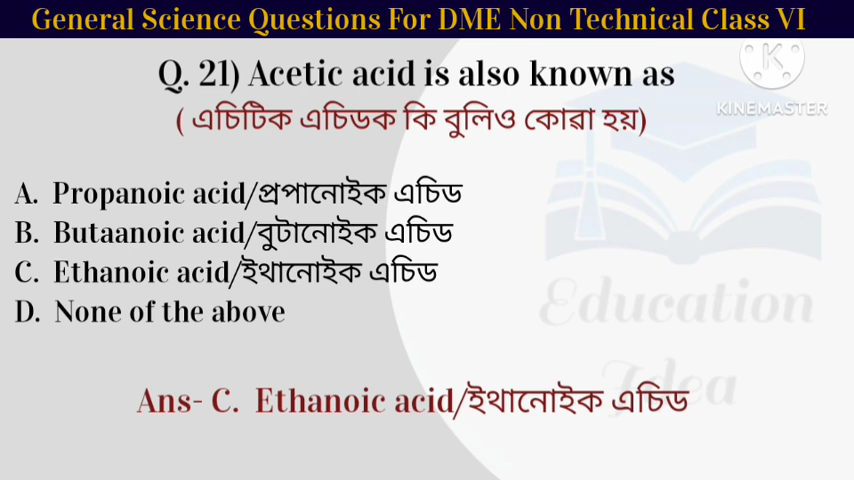 General Science Questions For DME Non Technical Class VI
KINEMASTER
Q. 21) Acetic acid is also known as
( এচিটিক এচিডক কি বুলিও কোৱা হয়)
A. Propanoic acid/প্ৰপানোইক এচিড
B. Butaanoic acid/বুটানোইক এচিড
C. Ethanoic acid/ইথানোইক এচিড
D. None of the above
Education
Idea
Ans- C. Ethanoic acid/ইথানোইক এচিড